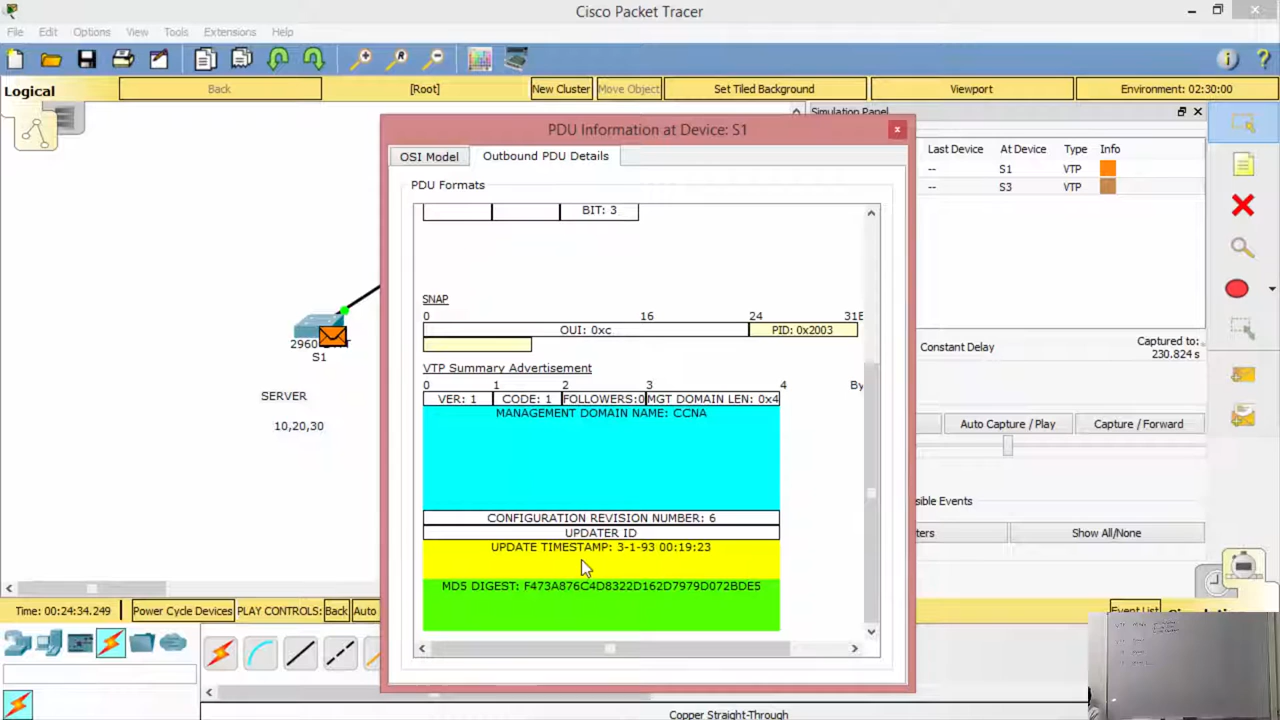 Cisco Packet Tracer
File Edit Options View Tools Extensions Help
Logical
Back
[Root]
New Cluster
Move Object
Set Tiled Background
Viewport
Environment: 02:30:00
Simulation Panel
PDU Information at Device: S1
OSI Model
Outbound PDU Details
Last Device At Device Type Info
-- S1 VTP
-- S3 VTP
PDU Formats
BIT: 3
SNAP
0 16 24 31
OUI: 0xc PID: 0x2003
VTP Summary Advertisement
0 1 2 3 4 By
VER: 1 CODE: 1 FOLLOWERS:0 MGT DOMAIN LEN: 0x4
MANAGEMENT DOMAIN NAME: CCNA
CONFIGURATION REVISION NUMBER: 6
UPDATER ID
UPDATE TIMESTAMP: 3-1-93 00:19:23
MD5 DIGEST: F473A876C4D8322D162D7979D072BDE5
2960
S1
SERVER
10,20,30
Constant Delay
Captured to:
230.824 s
Auto Capture / Play
Capture / Forward
sible Events
ters
Show All/None
Time: 00:24:34.249
Power Cycle Devices
PLAY CONTROLS:
Back
Auto
Event List
Copper Straight-Through